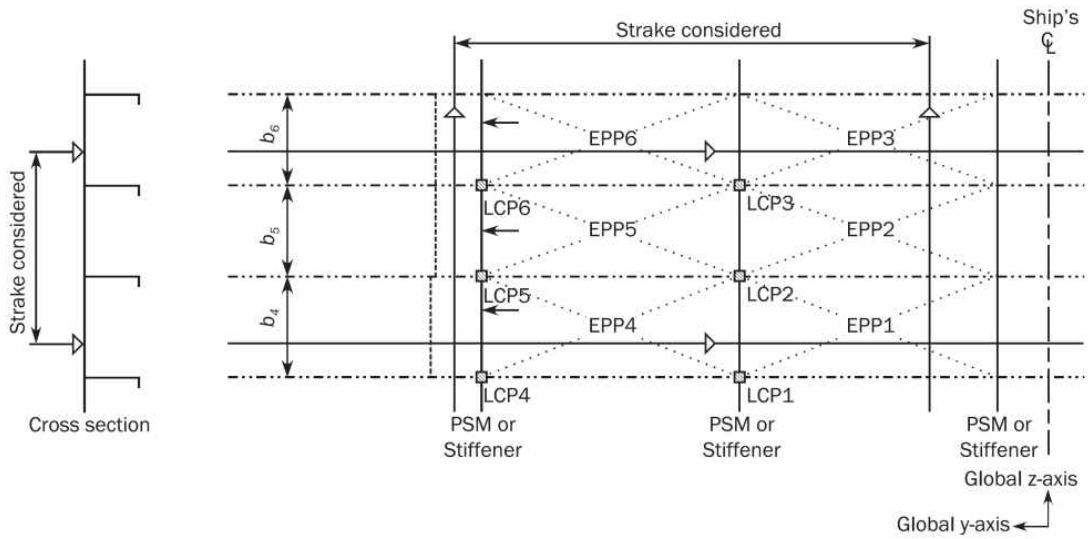 Ship's
℄
Strake considered
b6
EPP6
EPP3
LCP6
LCP3
Strake considered
b5
EPP5
EPP2
LCP5
LCP2
b4
EPP4
EPP1
LCP4
LCP1
Cross section
PSM or
Stiffener
PSM or
Stiffener
PSM or
Stiffener
Global z-axis
Global y-axis